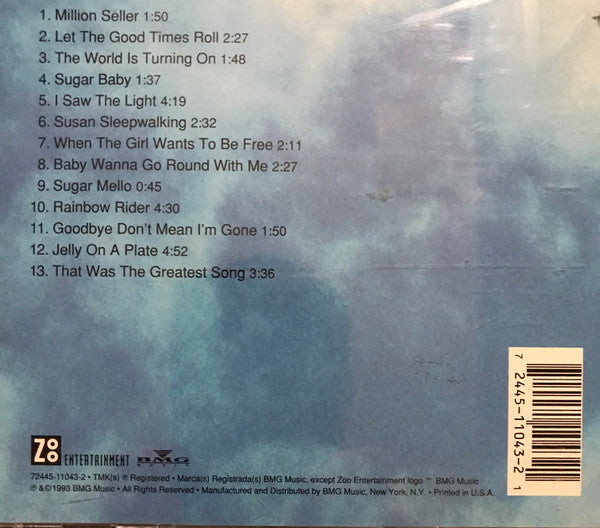 1. Million Seller 1:50
2. Let The Good Times Roll 2:27
3. The World Is Turning On 1:48
4. Sugar Baby 1:37
5. I Saw The Light 4:19
6. Susan Sleepwalking 2:32
7. When The Girl Wants To Be Free 2:11
8. Baby Wanna Go Round With Me 2:27
9. Sugar Mello 0:45
10. Rainbow Rider 4:30
11. Goodbye Don't Mean I'm Gone 1:50
12. Jelly On A Plate 4:52
13. That Was The Greatest Song 3:36
7 2445-11043-2 1
Zoo ENTERTAINMENT BMG
72445-11043-2 • TMK(s) ® Registered • Marca(s) Registrada(s) BMG Music, except Zoo Entertainment logo ™ BMG Music
℗ & ©1993 BMG Music • All Rights Reserved • Manufactured and Distributed by BMG Music, New York, N.Y. • Printed in U.S.A.